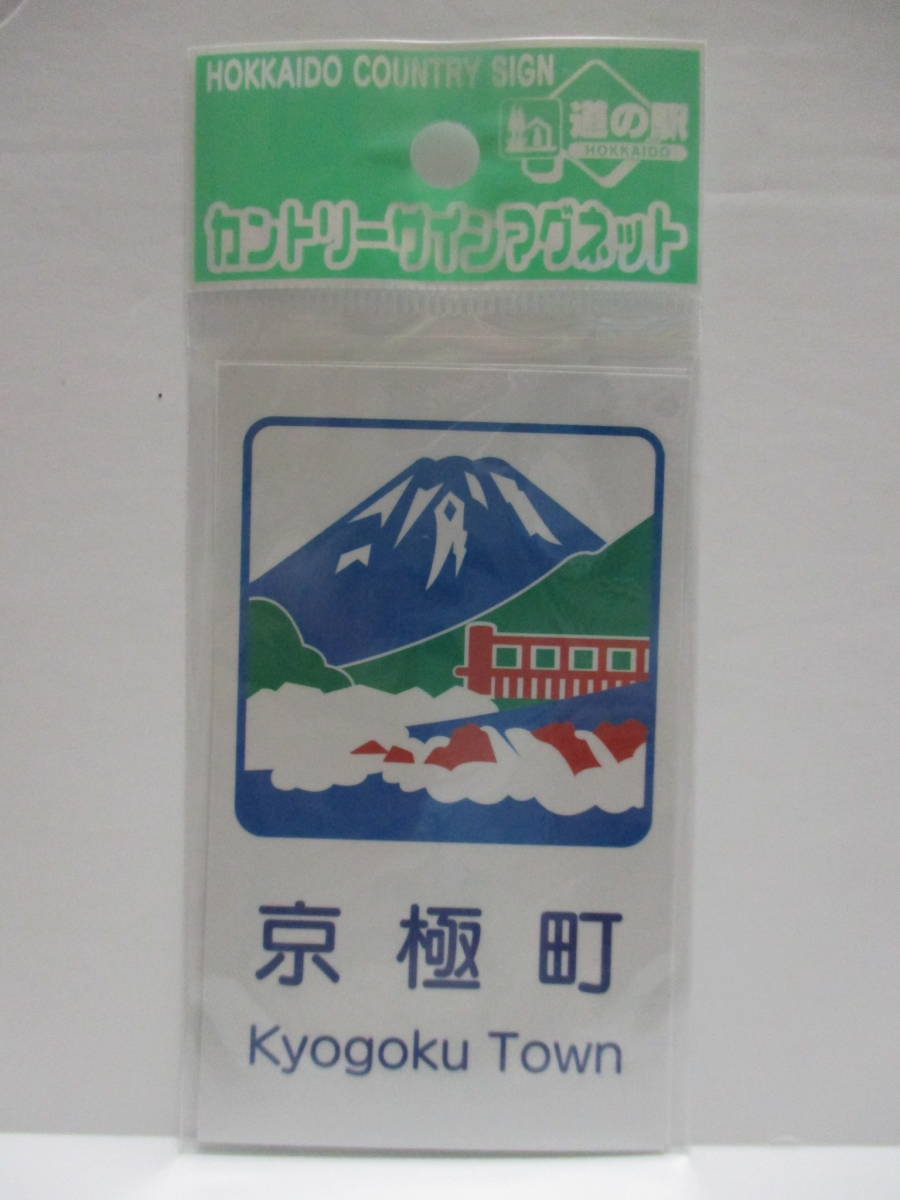 HOKKAIDO COUNTRY SIGN
道の駅
HOKKAIDO
カントリーサインマグネット
京極町
Kyogoku Town